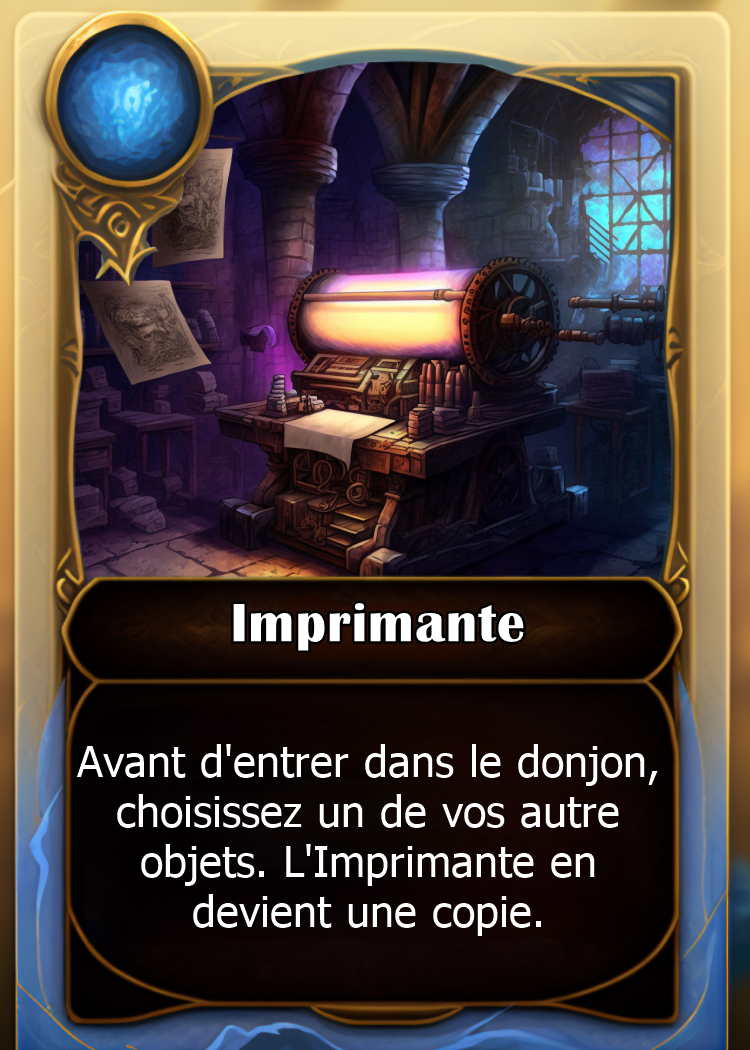 Imprimante
Avant d'entrer dans le donjon,
choisissez un de vos autre
objets. L'Imprimante en
devient une copie.